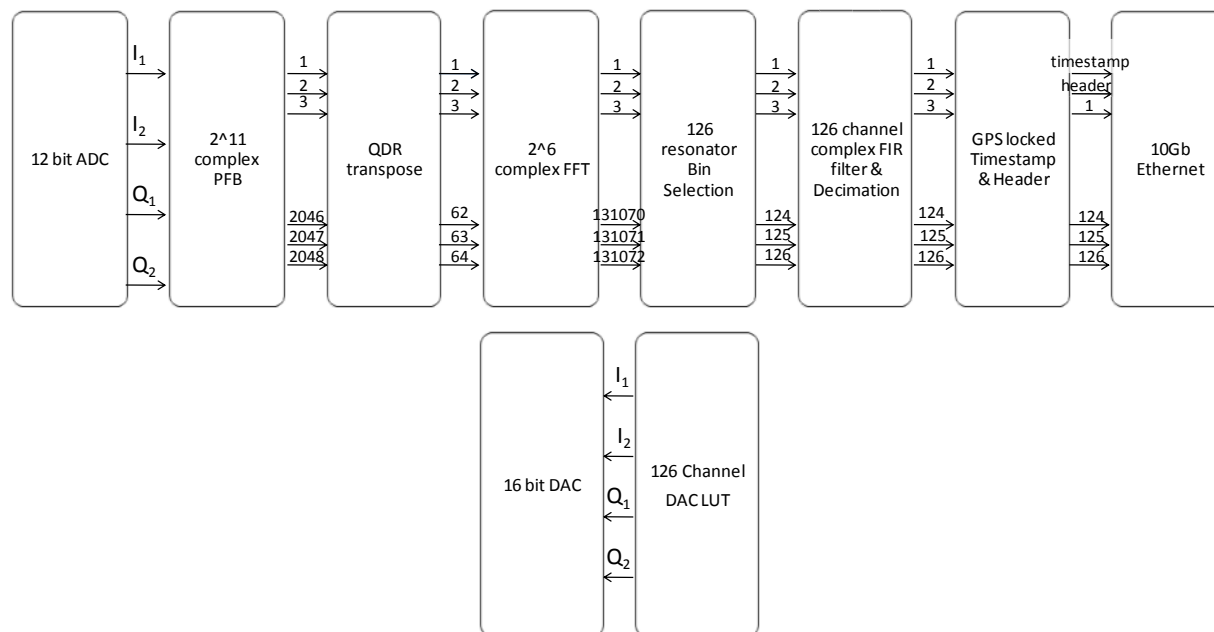 12 bit ADC
I1
I2
Q1
Q2
2^11
complex
PFB
1
2
3
2046
2047
2048
QDR
transpose
1
2
3
62
63
64
2^6
complex FFT
1
2
3
131070
131071
131072
126
resonator
Bin
Selection
1
2
3
124
125
126
126 channel
complex FIR
filter &
Decimation
1
2
3
124
125
126
GPS locked
Timestamp
& Header
timestamp
header
1
124
125
126
10Gb
Ethernet
16 bit DAC
I1
I2
Q1
Q2
126 Channel
DAC LUT